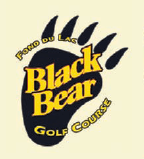 FOND DU LAC
Black
Bear
GOLF COURSE